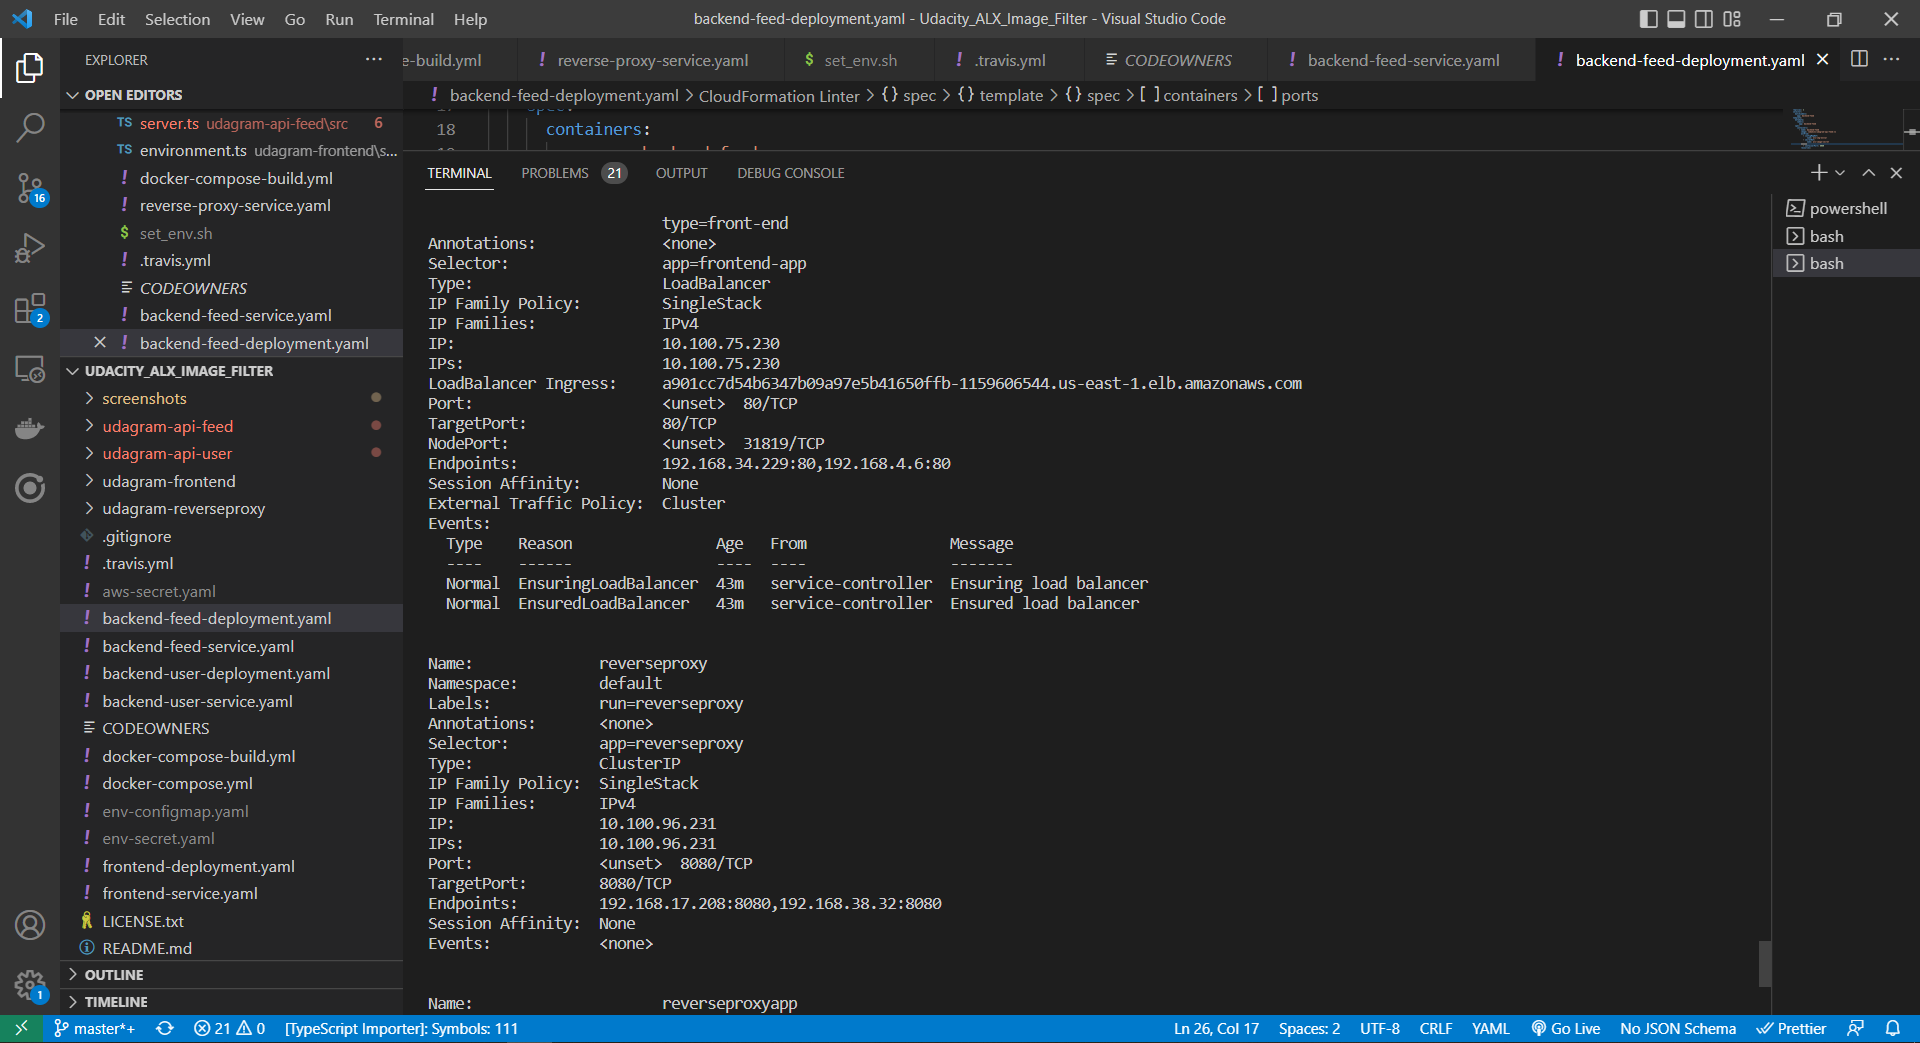 File Edit Selection View Go Run Terminal Help
backend-feed-deployment.yaml - Udacity_ALX_Image_Filter - Visual Studio Code
EXPLORER ···
e-build.yml ! reverse-proxy-service.yaml $ set_env.sh ! .travis.yml CODEOWNERS ! backend-feed-service.yaml ! backend-feed-deployment.yaml
OPEN EDITORS
! backend-feed-deployment.yaml > CloudFormation Linter > {} spec > {} template > {} spec > [ ] containers > [ ] ports
18 containers:
TS server.ts udagram-api-feed\src 6
TS environment.ts udagram-frontend\s...
! docker-compose-build.yml
! reverse-proxy-service.yaml
$ set_env.sh
! .travis.yml
CODEOWNERS
! backend-feed-service.yaml
! backend-feed-deployment.yaml
UDACITY_ALX_IMAGE_FILTER
screenshots
udagram-api-feed
udagram-api-user
udagram-frontend
udagram-reverseproxy
.gitignore
! .travis.yml
! aws-secret.yaml
! backend-feed-deployment.yaml
! backend-feed-service.yaml
! backend-user-deployment.yaml
! backend-user-service.yaml
CODEOWNERS
! docker-compose-build.yml
! docker-compose.yml
! env-configmap.yaml
! env-secret.yaml
! frontend-deployment.yaml
! frontend-service.yaml
LICENSE.txt
README.md
OUTLINE
TIMELINE
16
2
1
TERMINAL PROBLEMS 21 OUTPUT DEBUG CONSOLE
powershell
bash
bash
type=front-end
Annotations: <none>
Selector: app=frontend-app
Type: LoadBalancer
IP Family Policy: SingleStack
IP Families: IPv4
IP: 10.100.75.230
IPs: 10.100.75.230
LoadBalancer Ingress: a901cc7d54b6347b09a97e5b41650ffb-1159606544.us-east-1.elb.amazonaws.com
Port: <unset> 80/TCP
TargetPort: 80/TCP
NodePort: <unset> 31819/TCP
Endpoints: 192.168.34.229:80,192.168.4.6:80
Session Affinity: None
External Traffic Policy: Cluster
Events:
Type Reason Age From Message
---- ------ ---- ---- -------
Normal EnsuringLoadBalancer 43m service-controller Ensuring load balancer
Normal EnsuredLoadBalancer 43m service-controller Ensured load balancer
Name: reverseproxy
Namespace: default
Labels: run=reverseproxy
Annotations: <none>
Selector: app=reverseproxy
Type: ClusterIP
IP Family Policy: SingleStack
IP Families: IPv4
IP: 10.100.96.231
IPs: 10.100.96.231
Port: <unset> 8080/TCP
TargetPort: 8080/TCP
Endpoints: 192.168.17.208:8080,192.168.38.32:8080
Session Affinity: None
Events: <none>
Name: reverseproxyapp
master*+ 21 0 [TypeScript Importer]: Symbols: 111 Ln 26, Col 17 Spaces: 2 UTF-8 CRLF YAML Go Live No JSON Schema Prettier